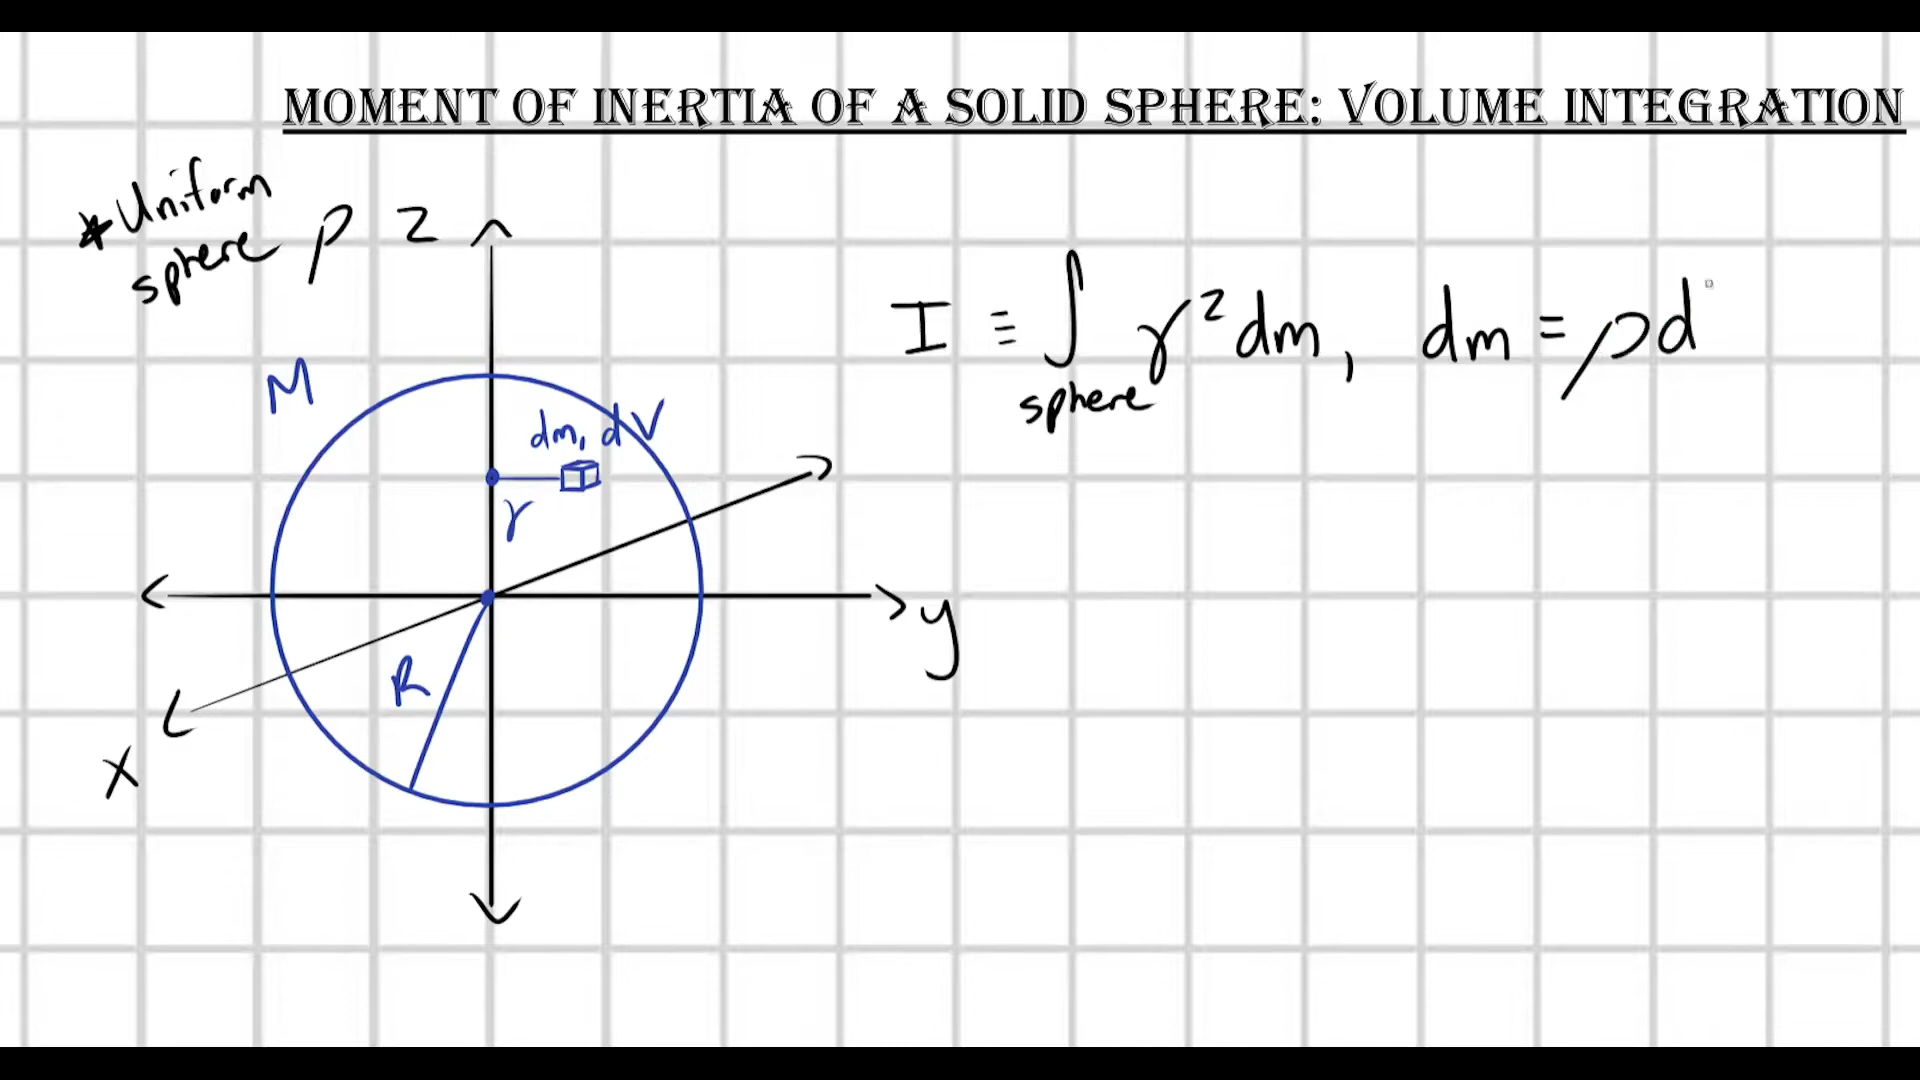 MOMENT OF INERTIA OF A SOLID SPHERE: VOLUME INTEGRATION
*Uniform
sphere ρ
z
I ≡ ∫ r² dm, dm = ρd
sphere
M
dm, dV
r
y
R
x